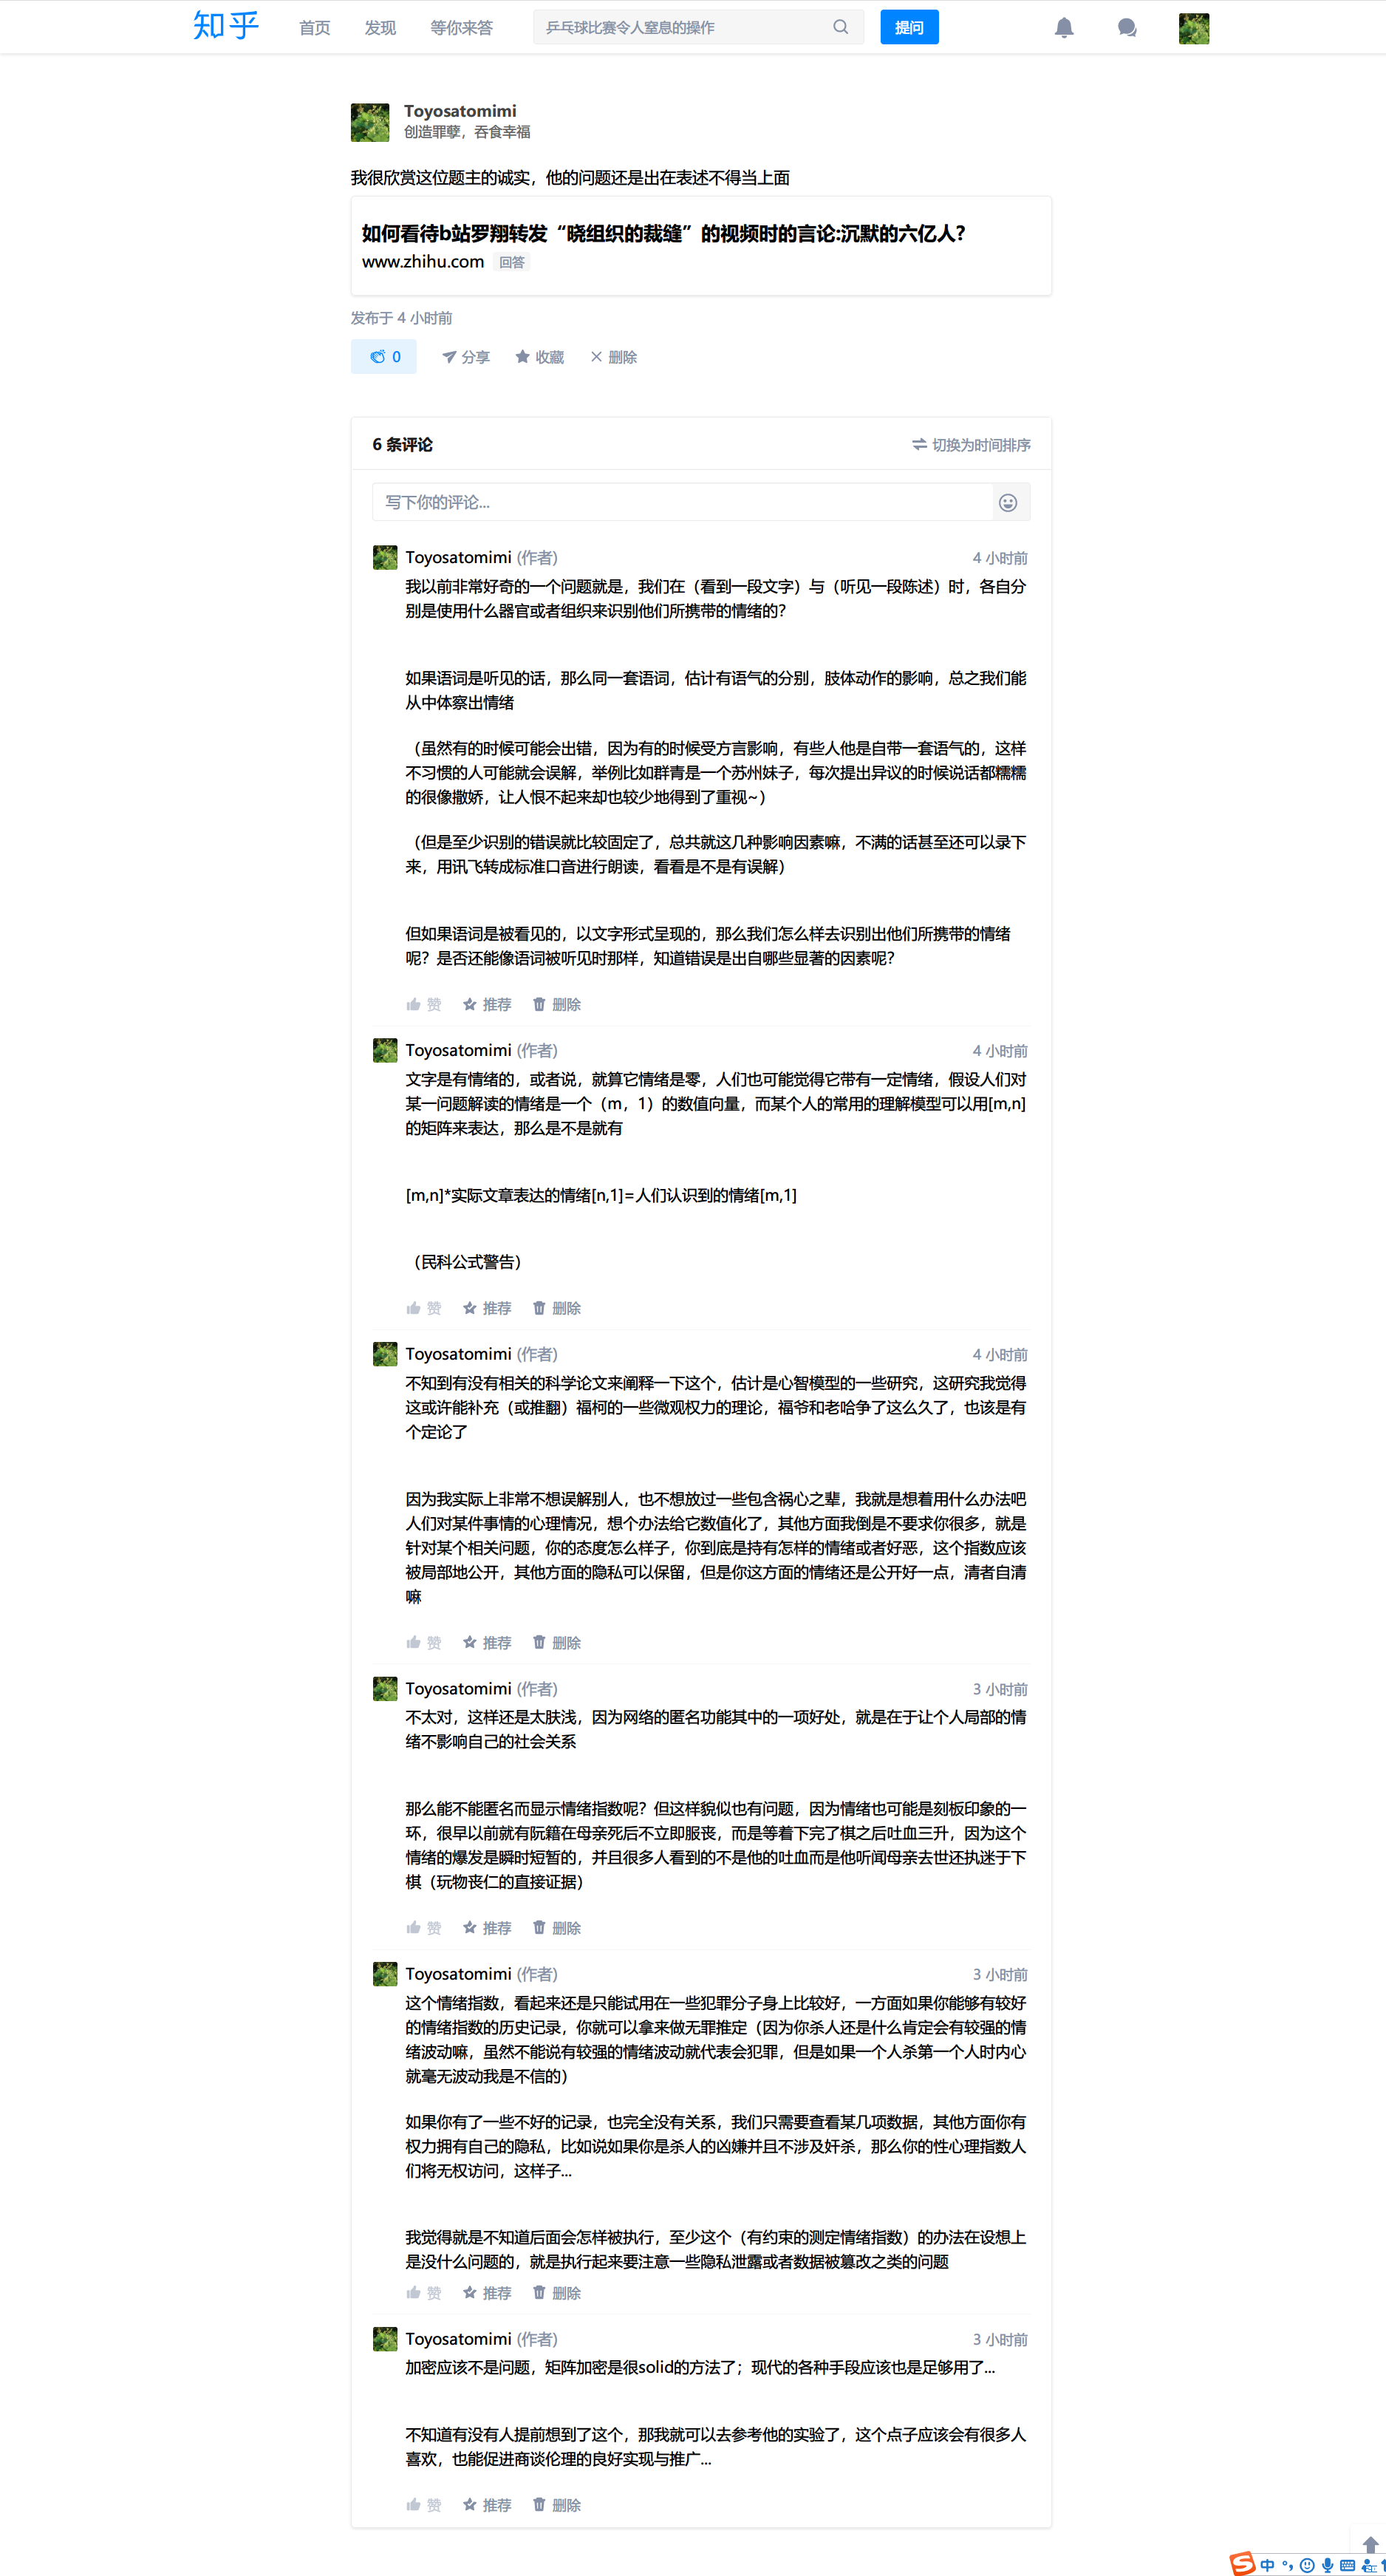 知乎 首页 发现 等你来答 乒乓球比赛令人窒息的操作 提问
Toyosatomimi
创造罪孽，吞食幸福
我很欣赏这位题主的诚实，他的问题还是出在表述不得当上面
如何看待b站罗翔转发“晓组织的裁缝”的视频时的言论:沉默的六亿人？
www.zhihu.com 回答
发布于 4 小时前
0 分享 收藏 删除
6 条评论 切换为时间排序
写下你的评论...
Toyosatomimi (作者) 4 小时前
我以前非常好奇的一个问题就是，我们在（看到一段文字）与（听见一段陈述）时，各自分
别是使用什么器官或者组织来识别他们所携带的情绪的？
如果语词是听见的话，那么同一套语词，估计有语气的分别，肢体动作的影响，总之我们能
从中体察出情绪
（虽然有的时候可能会出错，因为有的时候受方言影响，有些人他是自带一套语气的，这样
不习惯的人可能就会误解，举例比如群青是一个苏州妹子，每次提出异议的时候说话都糯糯
的很像撒娇，让人恨不起来却也较少地得到了重视~）
（但是至少识别的错误就比较固定了，总共就这几种影响因素嘛，不满的话甚至还可以录下
来，用讯飞转成标准口音进行朗读，看看是不是有误解）
但如果语词是被看见的，以文字形式呈现的，那么我们怎么样去识别出他们所携带的情绪
呢？是否还能像语词被听见时那样，知道错误是出自哪些显著的因素呢？
赞 推荐 删除
Toyosatomimi (作者) 4 小时前
文字是有情绪的，或者说，就算它情绪是零，人们也可能觉得它带有一定情绪，假设人们对
某一问题解读的情绪是一个（m，1）的数值向量，而某个人的常用的理解模型可以用[m,n]
的矩阵来表达，那么是不是就有
[m,n]*实际文章表达的情绪[n,1]=人们认识到的情绪[m,1]
（民科公式警告）
赞 推荐 删除
Toyosatomimi (作者) 4 小时前
不知到有没有相关的科学论文来阐释一下这个，估计是心智模型的一些研究，这研究我觉得
这或许能补充（或推翻）福柯的一些微观权力的理论，福爷和老哈争了这么久了，也该是有
个定论了
因为我实际上非常不想误解别人，也不想放过一些包含祸心之辈，我就是想着用什么办法吧
人们对某件事情的心理情况，想个办法给它数值化了，其他方面我倒是不要求你很多，就是
针对某个相关问题，你的态度怎么样子，你到底是持有怎样的情绪或者好恶，这个指数应该
被局部地公开，其他方面的隐私可以保留，但是你这方面的情绪还是公开好一点，清者自清
嘛
赞 推荐 删除
Toyosatomimi (作者) 3 小时前
不太对，这样还是太肤浅，因为网络的匿名功能其中的一项好处，就是在于让个人局部的情
绪不影响自己的社会关系
那么能不能匿名而显示情绪指数呢？但这样貌似也有问题，因为情绪也可能是刻板印象的一
环，很早以前就有阮籍在母亲死后不立即服丧，而是等着下完了棋之后吐血三升，因为这个
情绪的爆发是瞬时短暂的，并且很多人看到的不是他的吐血而是他听闻母亲去世还执迷于下
棋（玩物丧仁的直接证据）
赞 推荐 删除
Toyosatomimi (作者) 3 小时前
这个情绪指数，看起来还是只能试用在一些犯罪分子身上比较好，一方面如果你能够有较好
的情绪指数的历史记录，你就可以拿来做无罪推定（因为你杀人还是什么肯定会有较强的情
绪波动嘛，虽然不能说有较强的情绪波动就代表会犯罪，但是如果一个人杀第一个人时内心
就毫无波动我是不信的）
如果你有了一些不好的记录，也完全没有关系，我们只需要查看某几项数据，其他方面你有
权力拥有自己的隐私，比如说如果你是杀人的凶嫌并且不涉及奸杀，那么你的性心理指数人
们将无权访问，这样子...
我觉得就是不知道后面会怎样被执行，至少这个（有约束的测定情绪指数）的办法在设想上
是没什么问题的，就是执行起来要注意一些隐私泄露或者数据被篡改之类的问题
赞 推荐 删除
Toyosatomimi (作者) 3 小时前
加密应该不是问题，矩阵加密是很solid的方法了；现代的各种手段应该也是足够用了...
不知道有没有人提前想到了这个，那我就可以去参考他的实验了，这个点子应该会有很多人
喜欢，也能促进商谈伦理的良好实现与推广...
赞 推荐 删除
S 中